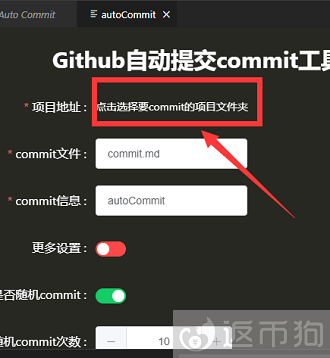 Auto Commit
autoCommit ×
Github自动提交commit工具
* 项目地址: 点击选择要commit的项目文件夹
* commit文件: commit.md
* commit信息: autoCommit
更多设置:
是否随机commit:
随机commit次数: — 10
返币狗